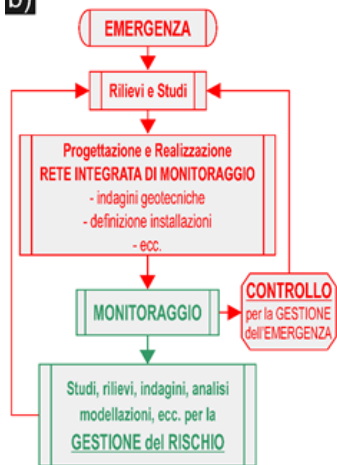 b)
EMERGENZA
Rilievi e Studi
Progettazione e Realizzazione
RETE INTEGRATA DI MONITORAGGIO
- indagini geotecniche
- definizione installazioni
- ecc.
MONITORAGGIO
CONTROLLO
per la GESTIONE
dell'EMERGENZA
Studi, rilievi, indagini, analisi
modellazioni, ecc. per la
GESTIONE del RISCHIO